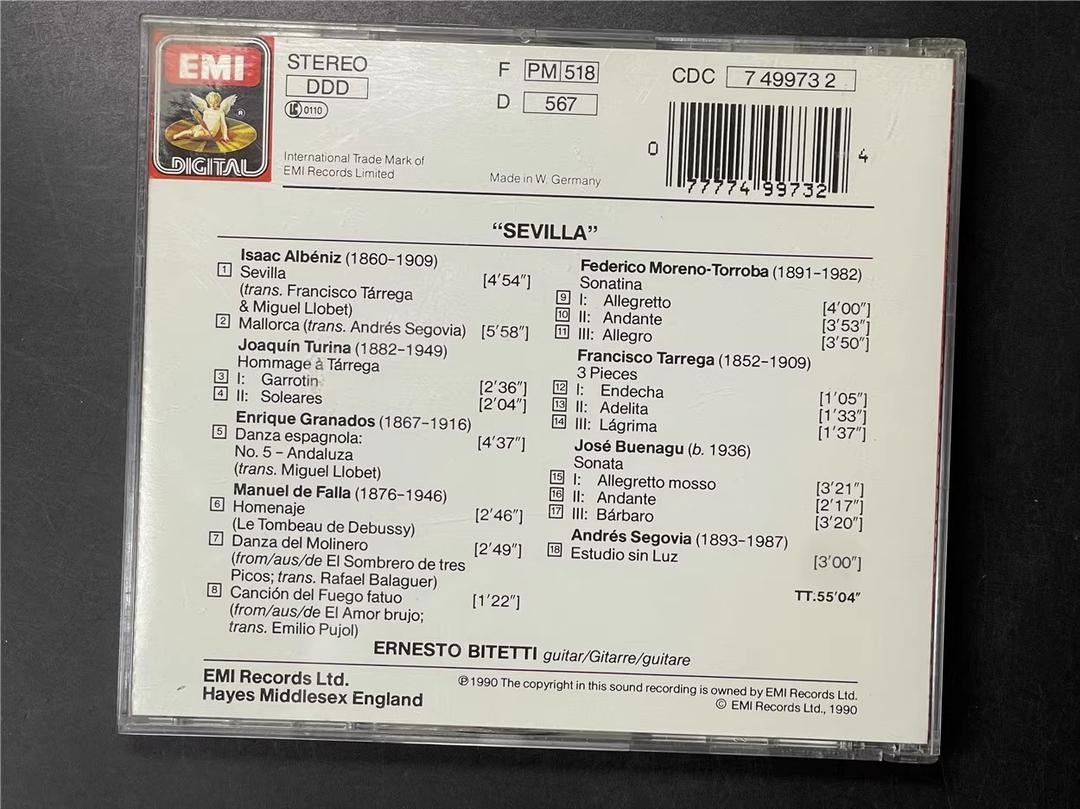 EMI
DIGITAL
STEREO
DDD
LC 0110
F PM 518
D 567
CDC 7 49973 2
International Trade Mark of
EMI Records Limited
Made in W. Germany
0 77774 99732 4
"SEVILLA"
Isaac Albéniz (1860-1909)
1 Sevilla [4'54"]
(trans. Francisco Tárrega
& Miguel Llobet)
2 Mallorca (trans. Andrés Segovia) [5'58"]
Joaquín Turina (1882-1949)
Hommage à Tárrega
3 I: Garrotin [2'36"]
4 II: Soleares [2'04"]
Enrique Granados (1867-1916)
5 Danza espagnola: [4'37"]
No. 5 – Andaluza
(trans. Miguel Llobet)
Manuel de Falla (1876-1946)
6 Homenaje [2'46"]
(Le Tombeau de Debussy)
7 Danza del Molinero [2'49"]
(from/aus/de El Sombrero de tres
Picos; trans. Rafael Balaguer)
8 Canción del Fuego fatuo [1'22"]
(from/aus/de El Amor brujo;
trans. Emilio Pujol)
Federico Moreno-Torroba (1891-1982)
Sonatina
9 I: Allegretto [4'00"]
10 II: Andante [3'53"]
11 III: Allegro [3'50"]
Francisco Tarrega (1852-1909)
3 Pieces
12 I: Endecha [1'05"]
13 II: Adelita [1'33"]
14 III: Lágrima [1'37"]
José Buenagu (b. 1936)
Sonata
15 I: Allegretto mosso [3'21"]
16 II: Andante [2'17"]
17 III: Bárbaro [3'20"]
Andrés Segovia (1893-1987)
18 Estudio sin Luz [3'00"]
TT.55'04"
ERNESTO BITETTI guitar/Gitarre/guitare
EMI Records Ltd.
Hayes Middlesex England
℗ 1990 The copyright in this sound recording is owned by EMI Records Ltd.
© EMI Records Ltd., 1990